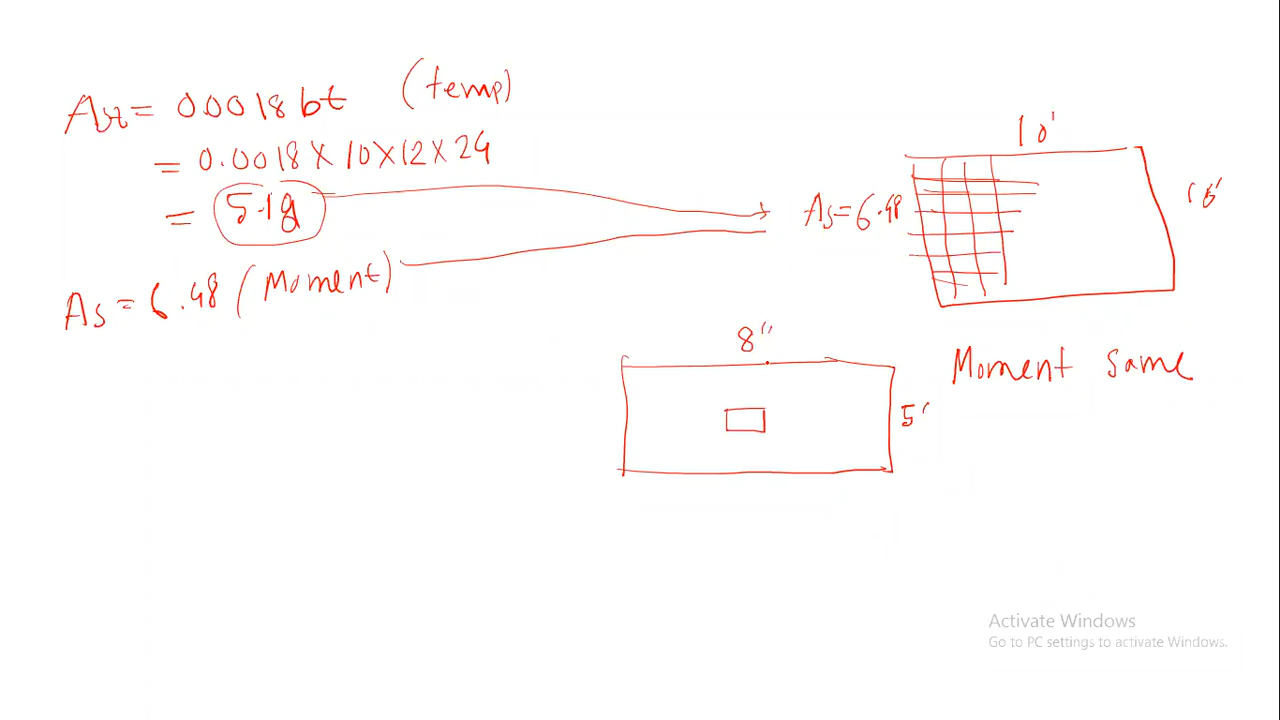 Ast = 0.0018 bt (temp)
= 0.0018 X 10 X 12 X 24
= 5.18
As = 6.48 (Moment)
10'
10'
As = 6.48
8''
5'
Moment same
Activate Windows
Go to PC settings to activate Windows.